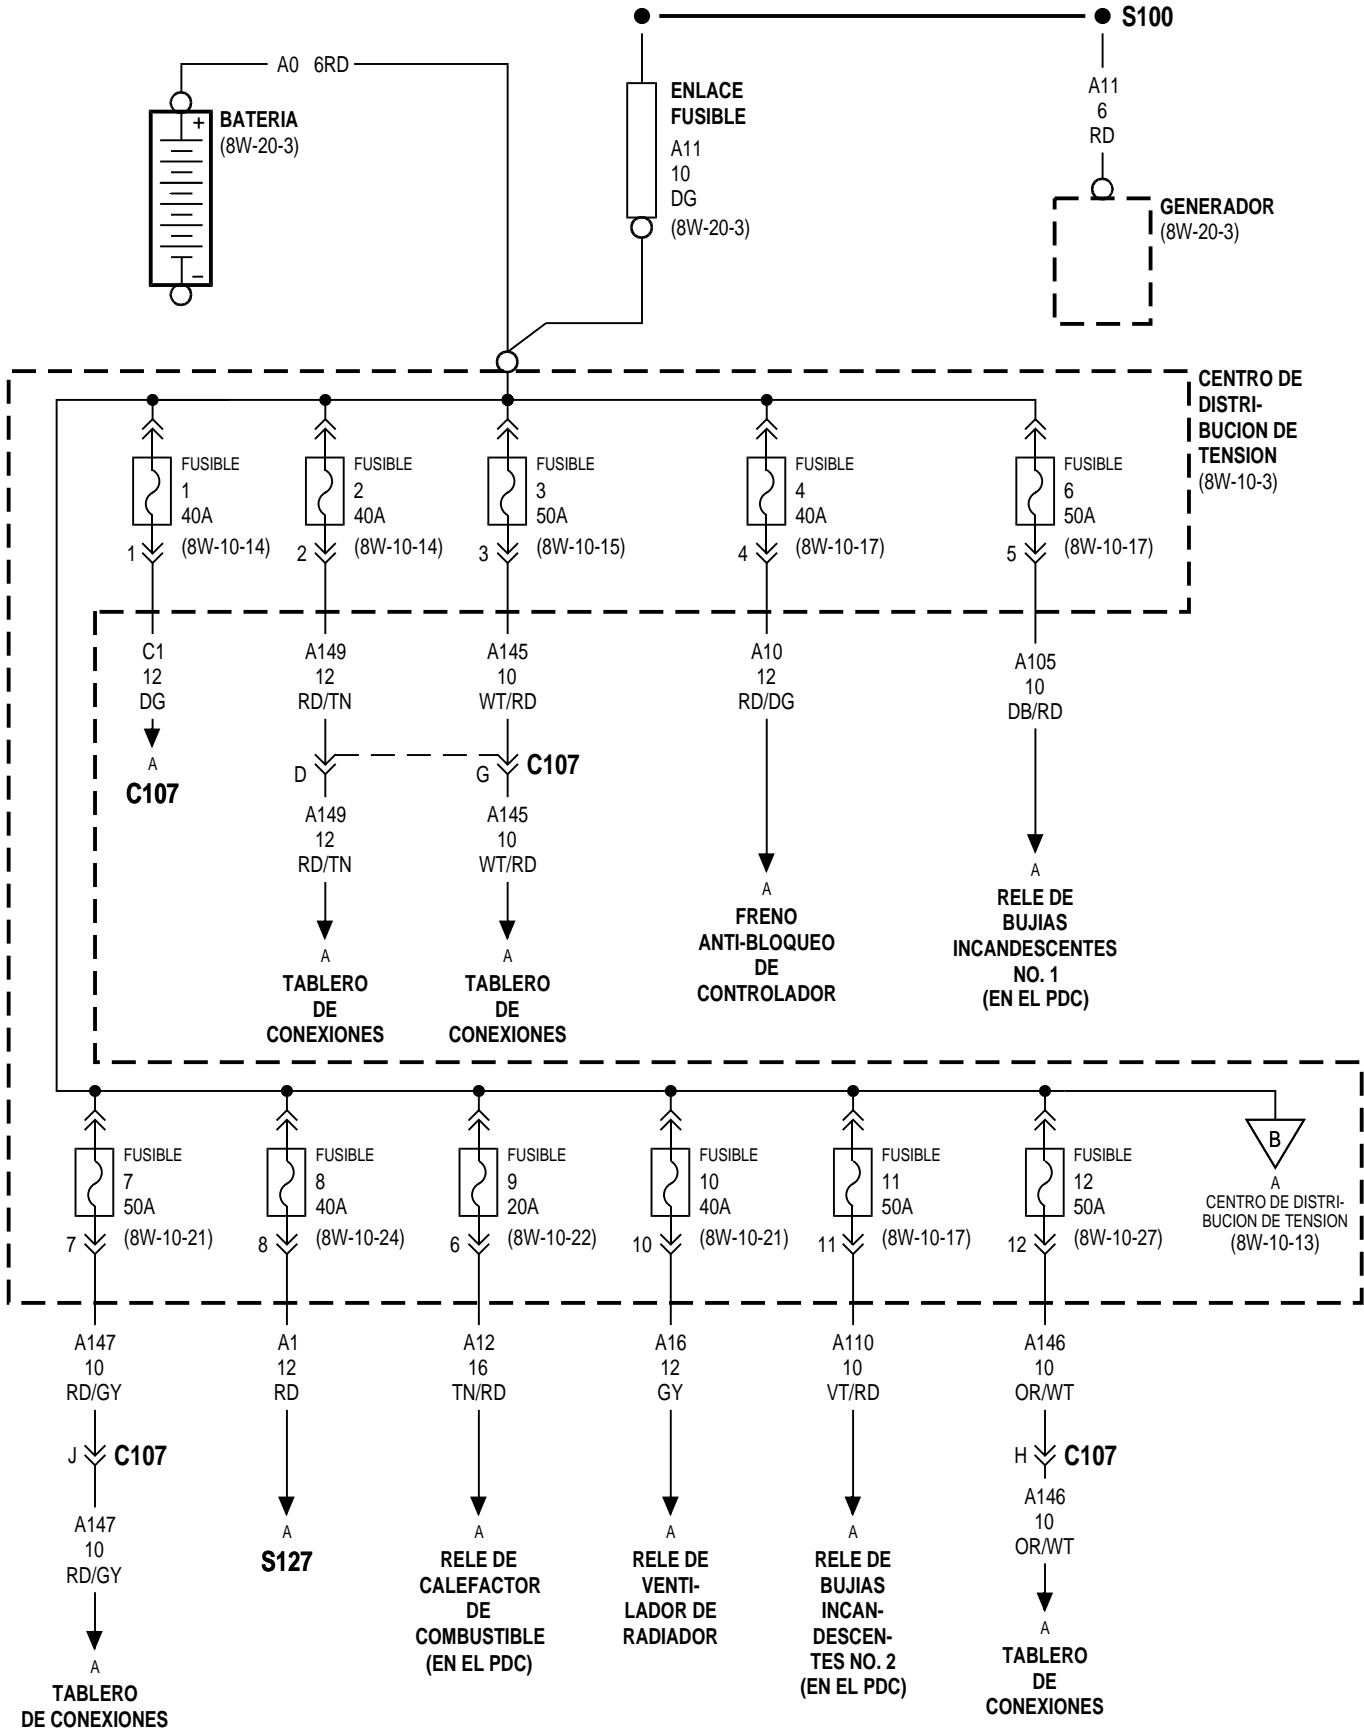 S100
A0 6RD
BATERIA
(8W-20-3)
+
−
ENLACE
FUSIBLE
A11
10
DG
(8W-20-3)
A11
6
RD
GENERADOR
(8W-20-3)
CENTRO DE
DISTRI-
BUCION DE
TENSION
(8W-10-3)
FUSIBLE
1
40A
(8W-10-14)
1
FUSIBLE
2
40A
(8W-10-14)
2
FUSIBLE
3
50A
(8W-10-15)
3
FUSIBLE
4
40A
(8W-10-17)
4
FUSIBLE
6
50A
(8W-10-17)
5
C1
12
DG
A
C107
A149
12
RD/TN
D
A149
12
RD/TN
A
TABLERO
DE
CONEXIONES
A145
10
WT/RD
G
C107
A145
10
WT/RD
A
TABLERO
DE
CONEXIONES
A10
12
RD/DG
A
FRENO
ANTI-BLOQUEO
DE
CONTROLADOR
A105
10
DB/RD
A
RELE DE
BUJIAS
INCANDESCENTES
NO. 1
(EN EL PDC)
FUSIBLE
7
50A
(8W-10-21)
7
FUSIBLE
8
40A
(8W-10-24)
8
FUSIBLE
9
20A
(8W-10-22)
6
FUSIBLE
10
40A
(8W-10-21)
10
FUSIBLE
11
50A
(8W-10-17)
11
FUSIBLE
12
50A
(8W-10-27)
12
B
A
CENTRO DE DISTRI-
BUCION DE TENSION
(8W-10-13)
A147
10
RD/GY
J
C107
A147
10
RD/GY
A
TABLERO
DE CONEXIONES
A1
12
RD
A
S127
A12
16
TN/RD
A
RELE DE
CALEFACTOR
DE
COMBUSTIBLE
(EN EL PDC)
A16
12
GY
A
RELE DE
VENTI-
LADOR DE
RADIADOR
A110
10
VT/RD
A
RELE DE
BUJIAS
INCAN-
DESCEN-
TES NO. 2
(EN EL PDC)
A146
10
OR/WT
H
C107
A146
10
OR/WT
A
TABLERO
DE
CONEXIONES